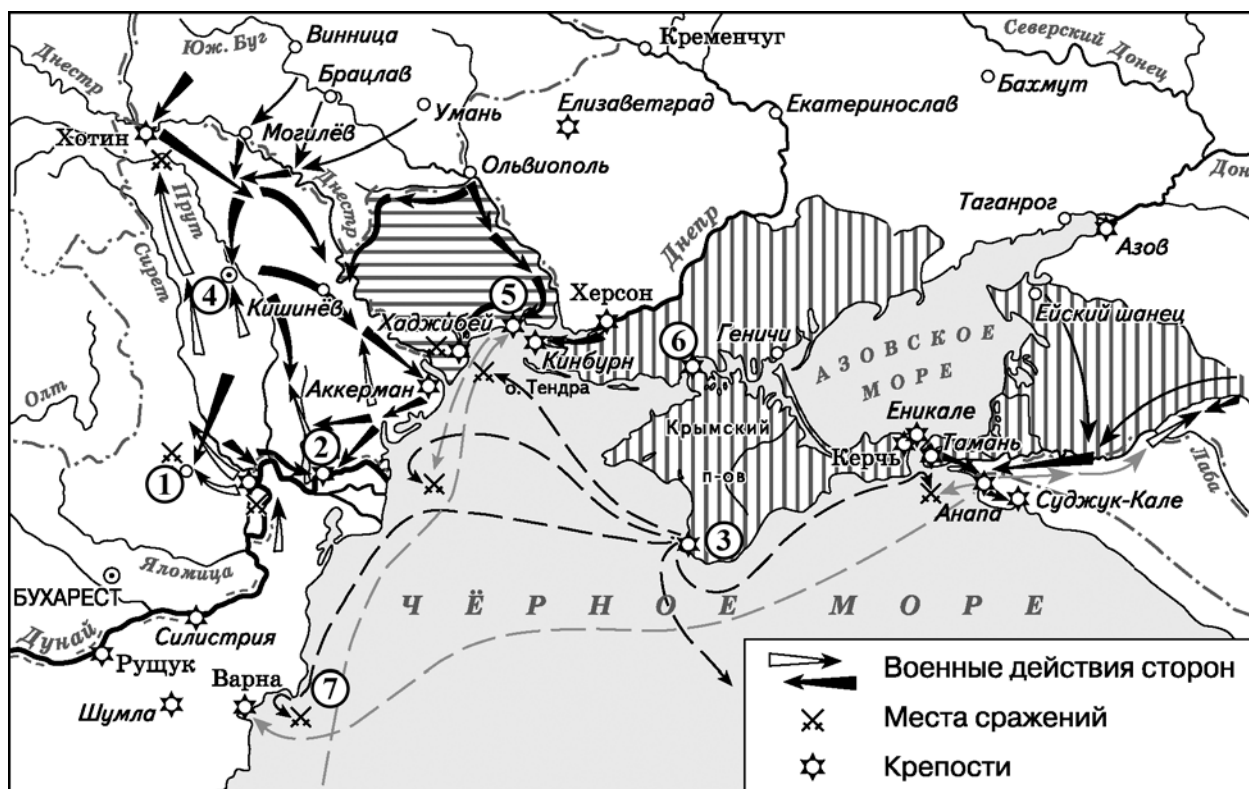 Днестр
Юж. Буг
Винница
Кременчуг
Северский
Донец
Брацлав
Бахмут
Умань
Елизаветград
Екатеринослав
Хотин
Могилёв
Ольвиополь
Дон
Прут
Днестр
Днепр
Таганрог
Азов
Сирет
4
Кишинёв
5
Херсон
Хаджибей
6
Геничи
Ейский шанец
Кинбурн
АЗОВСКОЕ
МОРЕ
Олт
Аккерман
о. Тендра
Еникале
Крымский
п-ов
Керчь
Тамань
2
1
Лаба
Анапа
Суджук-Кале
3
Яломица
БУХАРЕСТ
ЧЁРНОЕ МОРЕ
Силистрия
Дунай
Рущук
Варна
7
Шумла
Военные действия сторон
Места сражений
Крепости